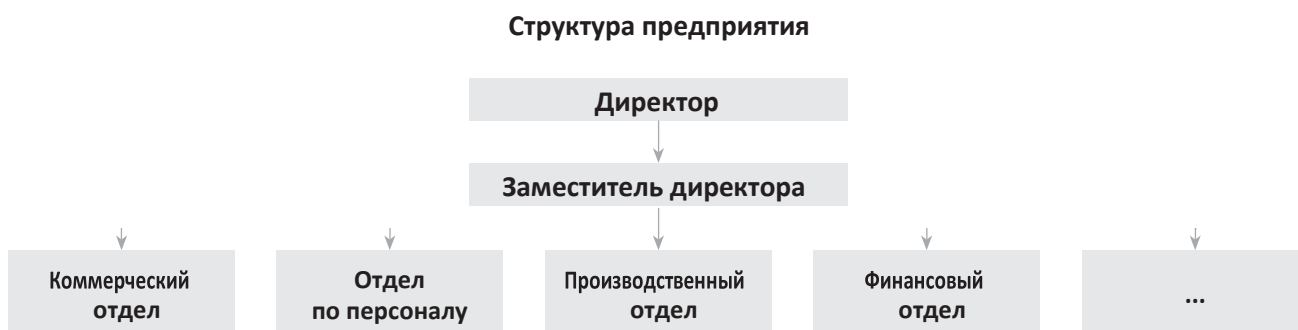 Структура предприятия
Директор
Заместитель директора
Коммерческий
отдел
Отдел
по персоналу
Производственный
отдел
Финансовый
отдел
...